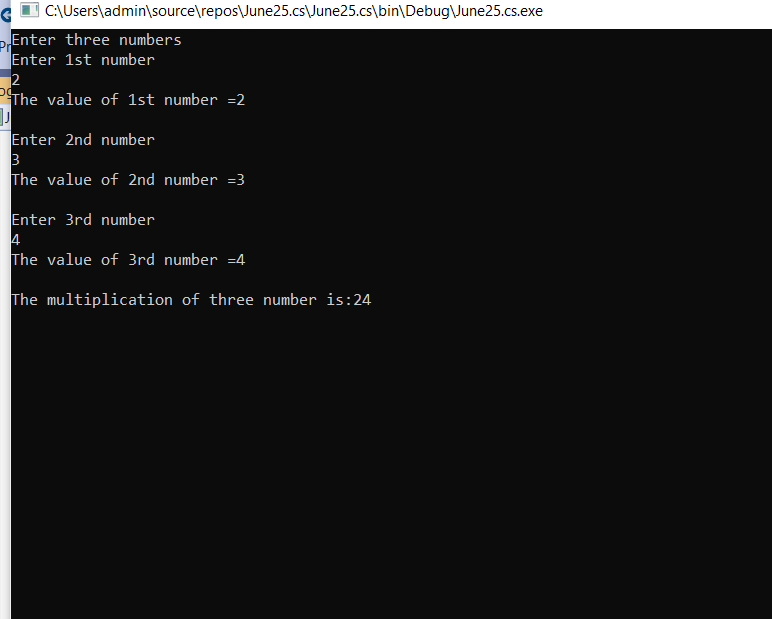 C:\Users\admin\source\repos\June25.cs\June25.cs\bin\Debug\June25.cs.exe
Enter three numbers
Enter 1st number
2
The value of 1st number =2
Enter 2nd number
3
The value of 2nd number =3
Enter 3rd number
4
The value of 3rd number =4
The multiplication of three number is:24